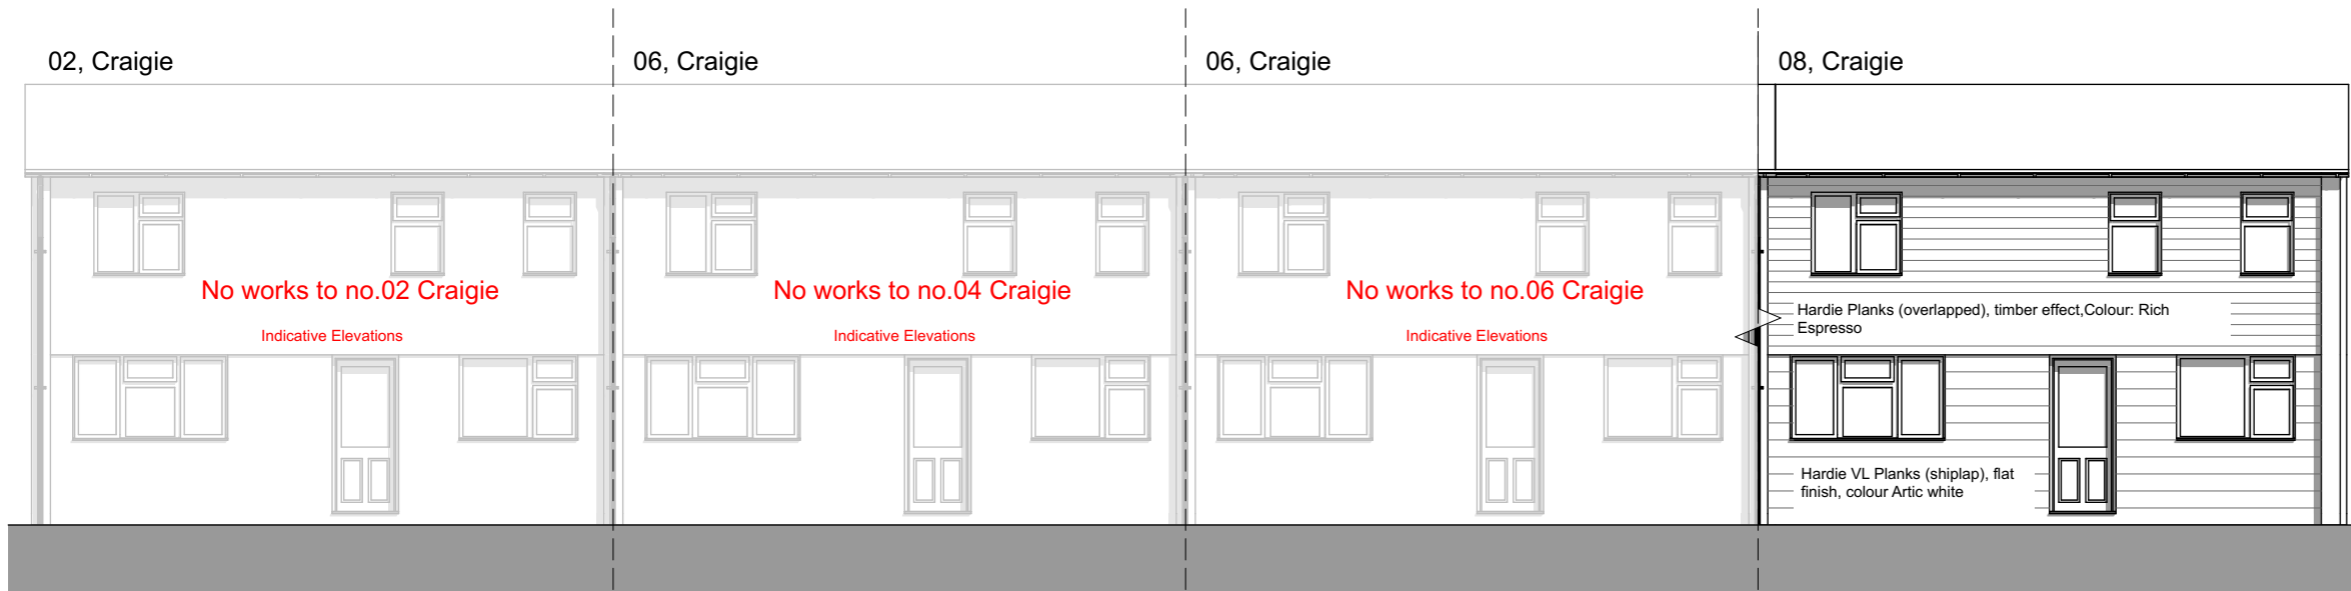 02, Craigie
06, Craigie
06, Craigie
08, Craigie
No works to no.02 Craigie
Indicative Elevations
No works to no.04 Craigie
Indicative Elevations
No works to no.06 Craigie
Indicative Elevations
Hardie Planks (overlapped), timber effect,Colour: Rich
Espresso
Hardie VL Planks (shiplap), flat
finish, colour Artic white